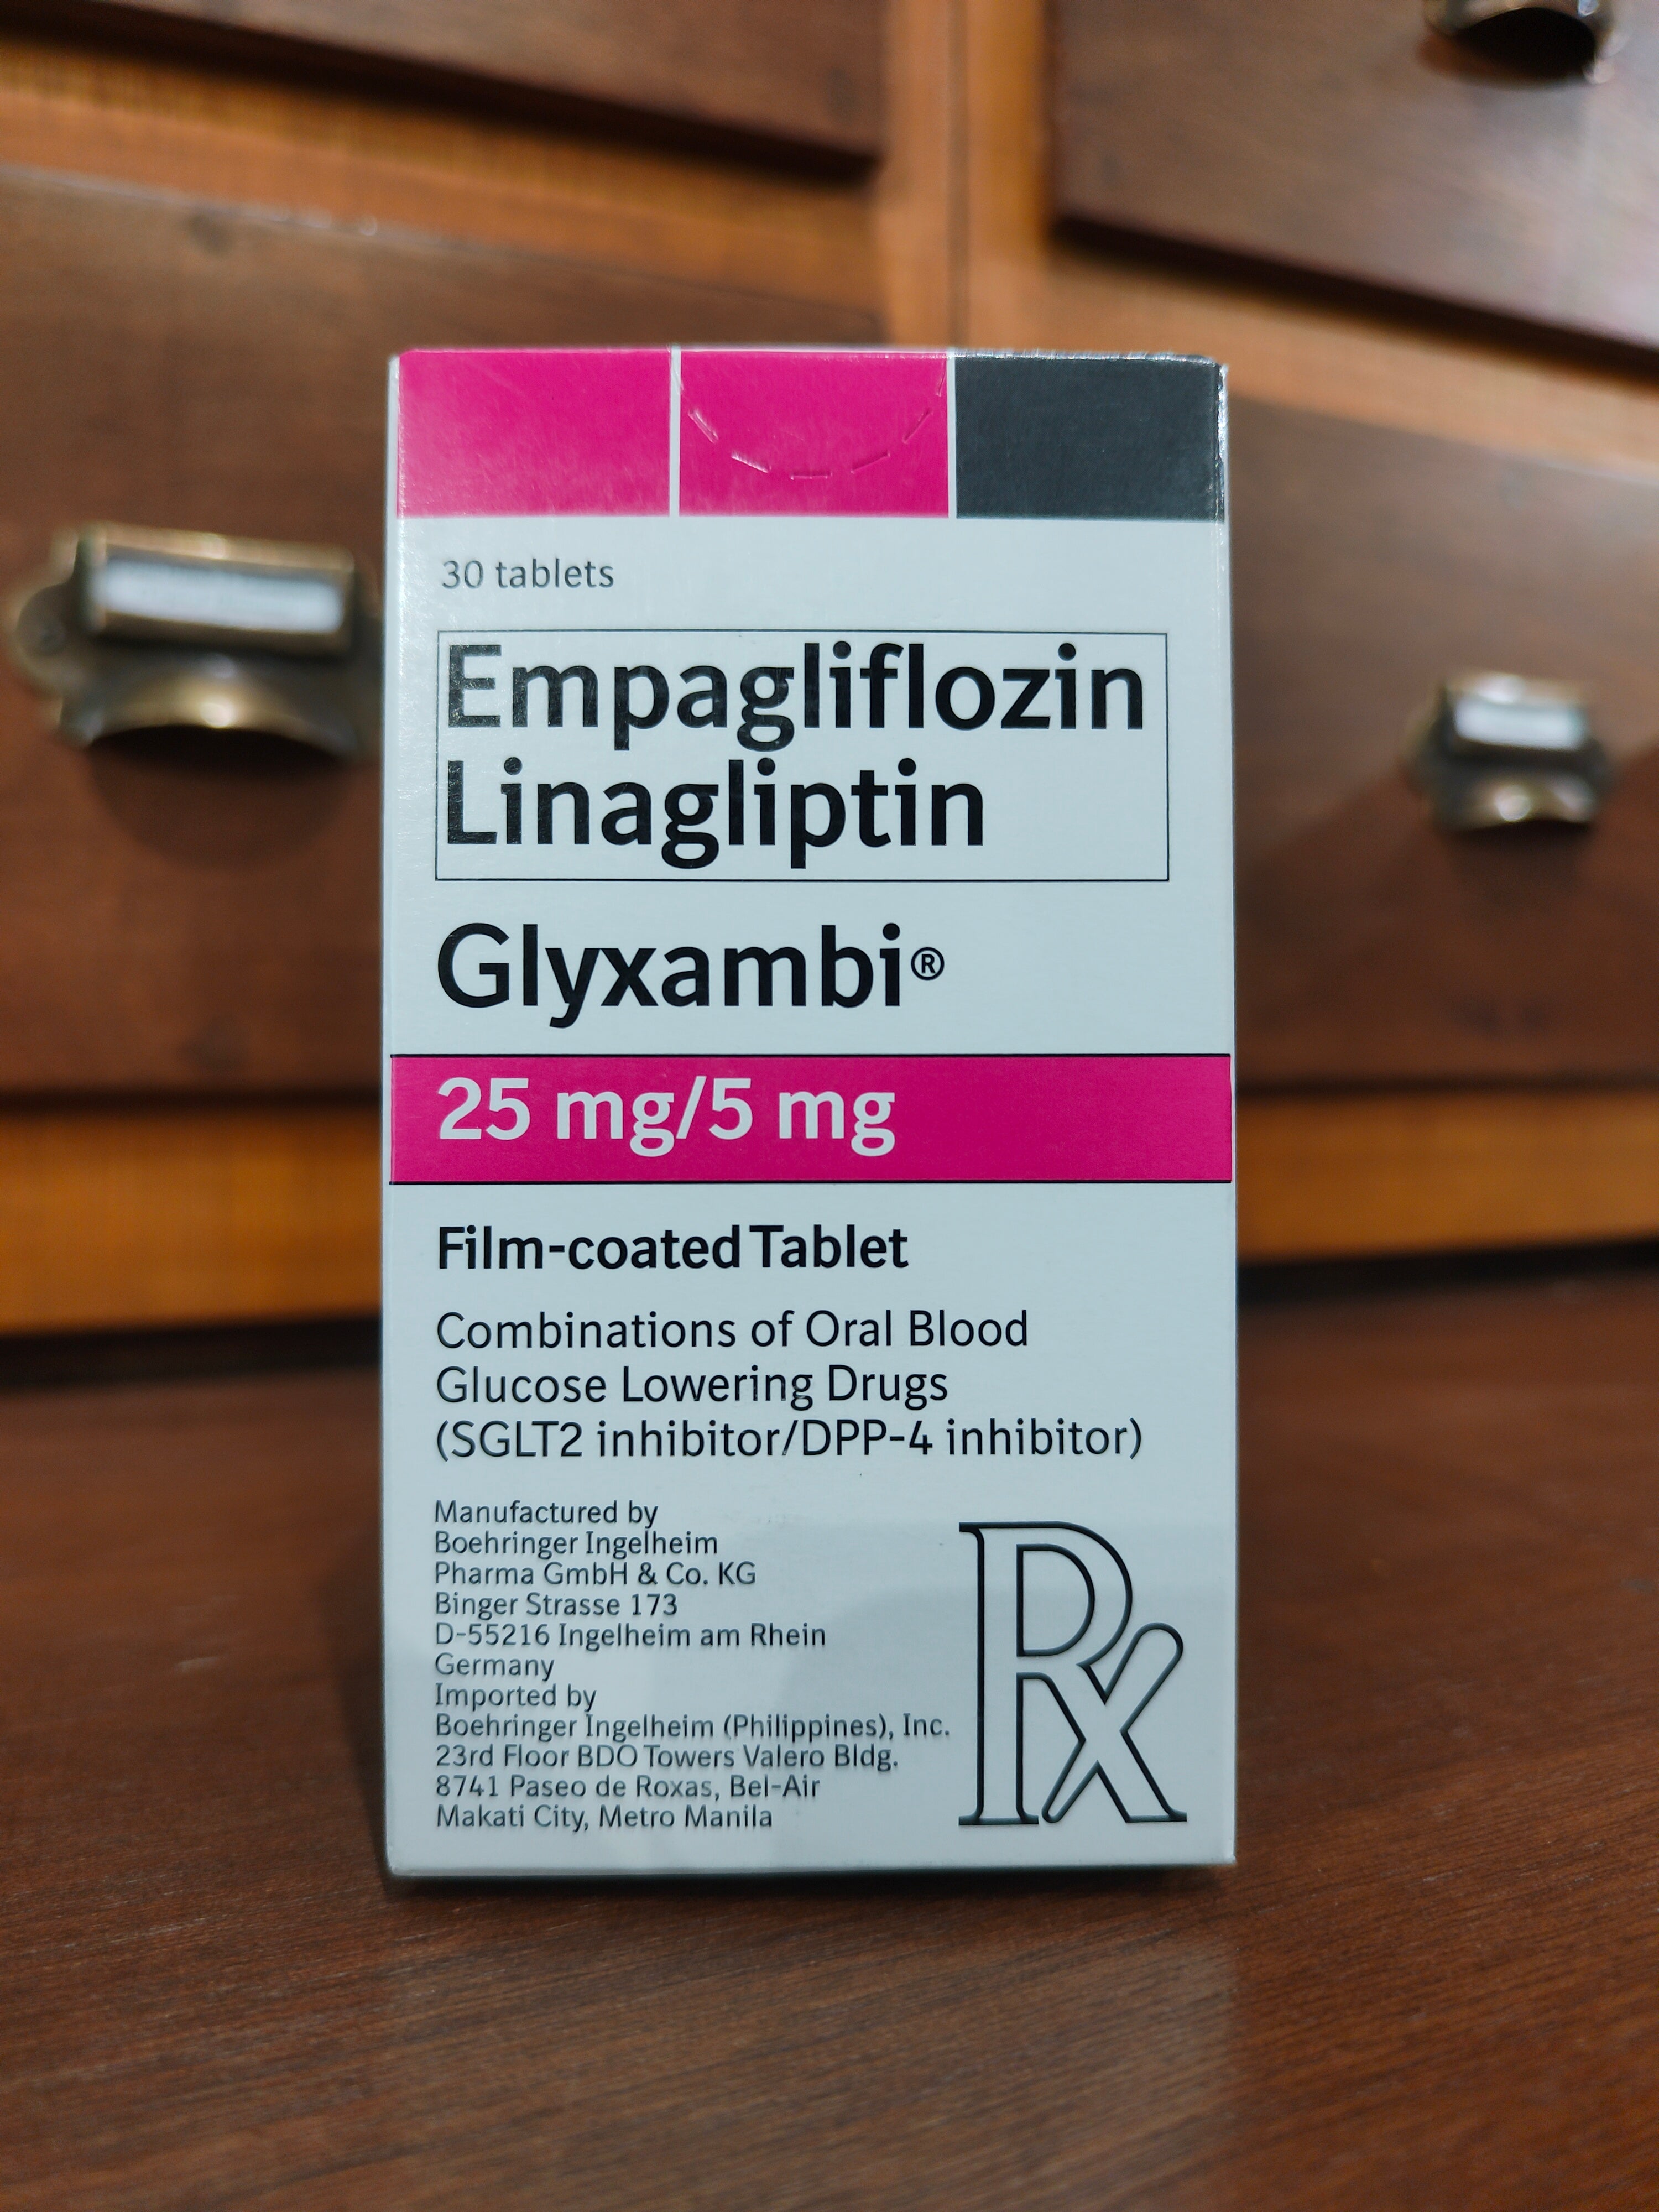 30 tablets
Empagliflozin
Linagliptin
Glyxambi®
25 mg/5 mg
Film-coated Tablet
Combinations of Oral Blood
Glucose Lowering Drugs
(SGLT2 inhibitor/DPP-4 inhibitor)
Manufactured by
Boehringer Ingelheim
Pharma GmbH & Co. KG
Binger Strasse 173
D-55216 Ingelheim am Rhein
Germany
Imported by
Boehringer Ingelheim (Philippines), Inc.
23rd Floor BDO Towers Valero Bldg.
8741 Paseo de Roxas, Bel-Air
Makati City, Metro Manila
Rx